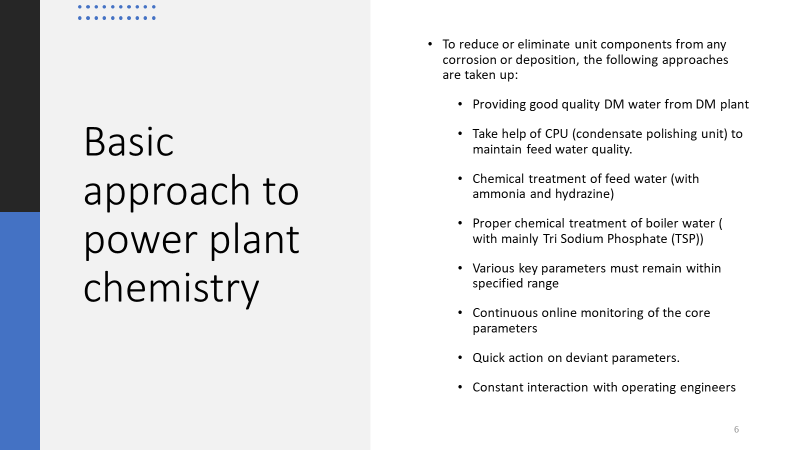 Basic
approach to
power plant
chemistry
• To reduce or eliminate unit components from any
corrosion or deposition, the following approaches
are taken up:
• Providing good quality DM water from DM plant
• Take help of CPU (condensate polishing unit) to
maintain feed water quality.
• Chemical treatment of feed water (with
ammonia and hydrazine)
• Proper chemical treatment of boiler water (
with mainly Tri Sodium Phosphate (TSP))
• Various key parameters must remain within
specified range
• Continuous online monitoring of the core
parameters
• Quick action on deviant parameters.
• Constant interaction with operating engineers
6